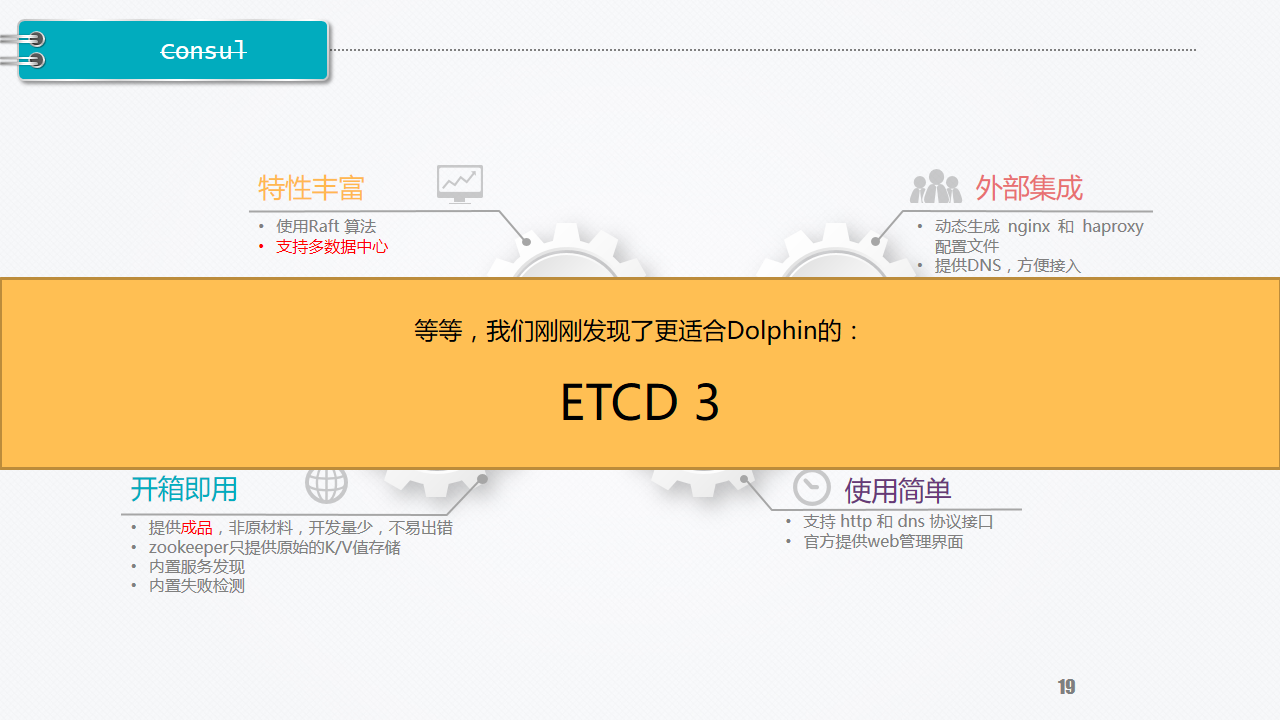 Consul
特性丰富
• 使用Raft 算法
• 支持多数据中心
外部集成
• 动态生成 nginx 和 haproxy
配置文件
• 提供DNS，方便接入
等等，我们刚刚发现了更适合Dolphin的：
ETCD 3
开箱即用
• 提供成品，非原材料，开发量少，不易出错
• zookeeper只提供原始的K/V值存储
• 内置服务发现
• 内置失败检测
使用简单
• 支持 http 和 dns 协议接口
• 官方提供web管理界面
19